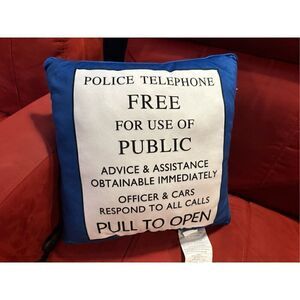 POLICE TELEPHONE
FREE
FOR USE OF
PUBLIC
ADVICE & ASSISTANCE
OBTAINABLE IMMEDIATELY
OFFICER & CARS
RESPOND TO ALL CALLS
PULL TO OPEN